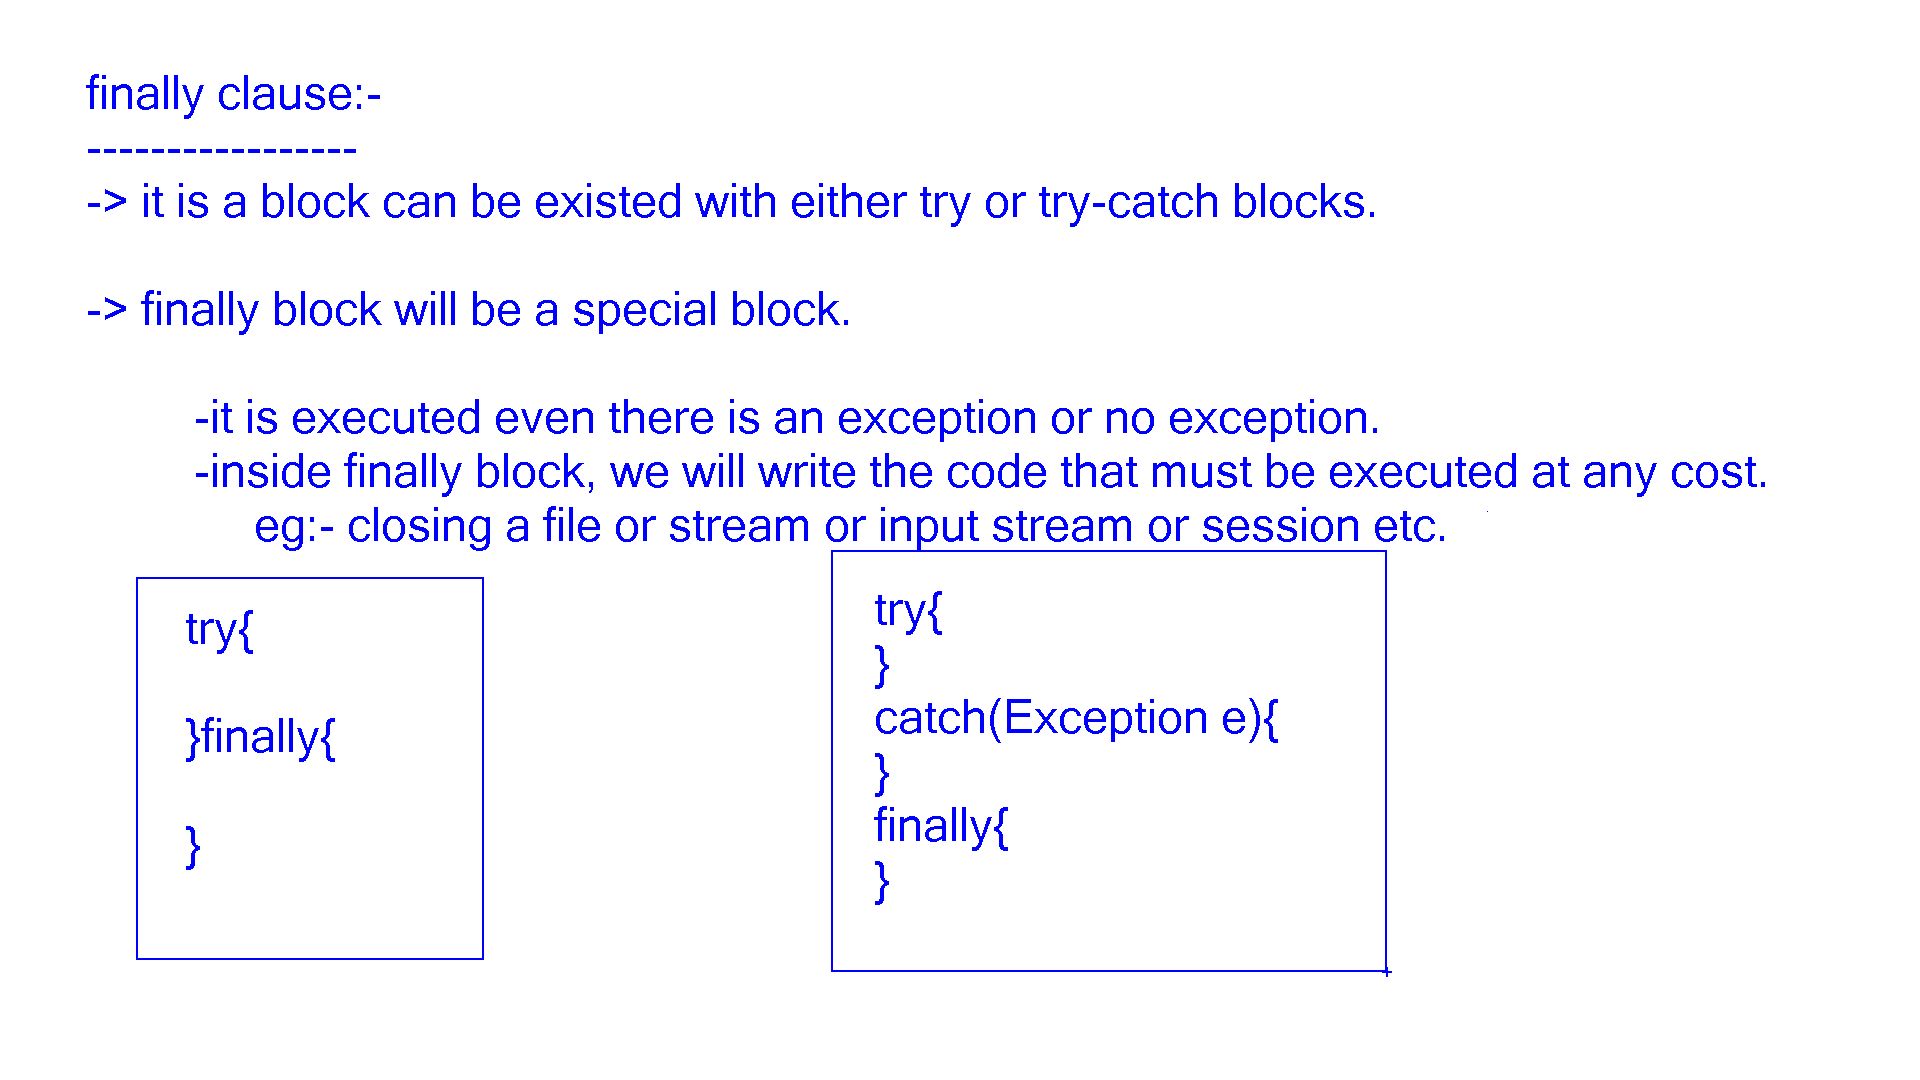 finally clause:-
-----------------
-> it is a block can be existed with either try or try-catch blocks.
-> finally block will be a special block.
-it is executed even there is an exception or no exception.
-inside finally block, we will write the code that must be executed at any cost.
eg:- closing a file or stream or input stream or session etc.
try{
}finally{
}
try{
}
catch(Exception e){
}
finally{
}